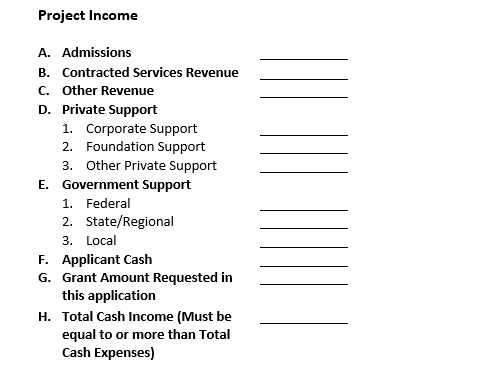 Project Income
A. Admissions
B. Contracted Services Revenue
C. Other Revenue
D. Private Support
1. Corporate Support
2. Foundation Support
3. Other Private Support
E. Government Support
1. Federal
2. State/Regional
3. Local
F. Applicant Cash
G. Grant Amount Requested in
this application
H. Total Cash Income (Must be
equal to or more than Total
Cash Expenses)